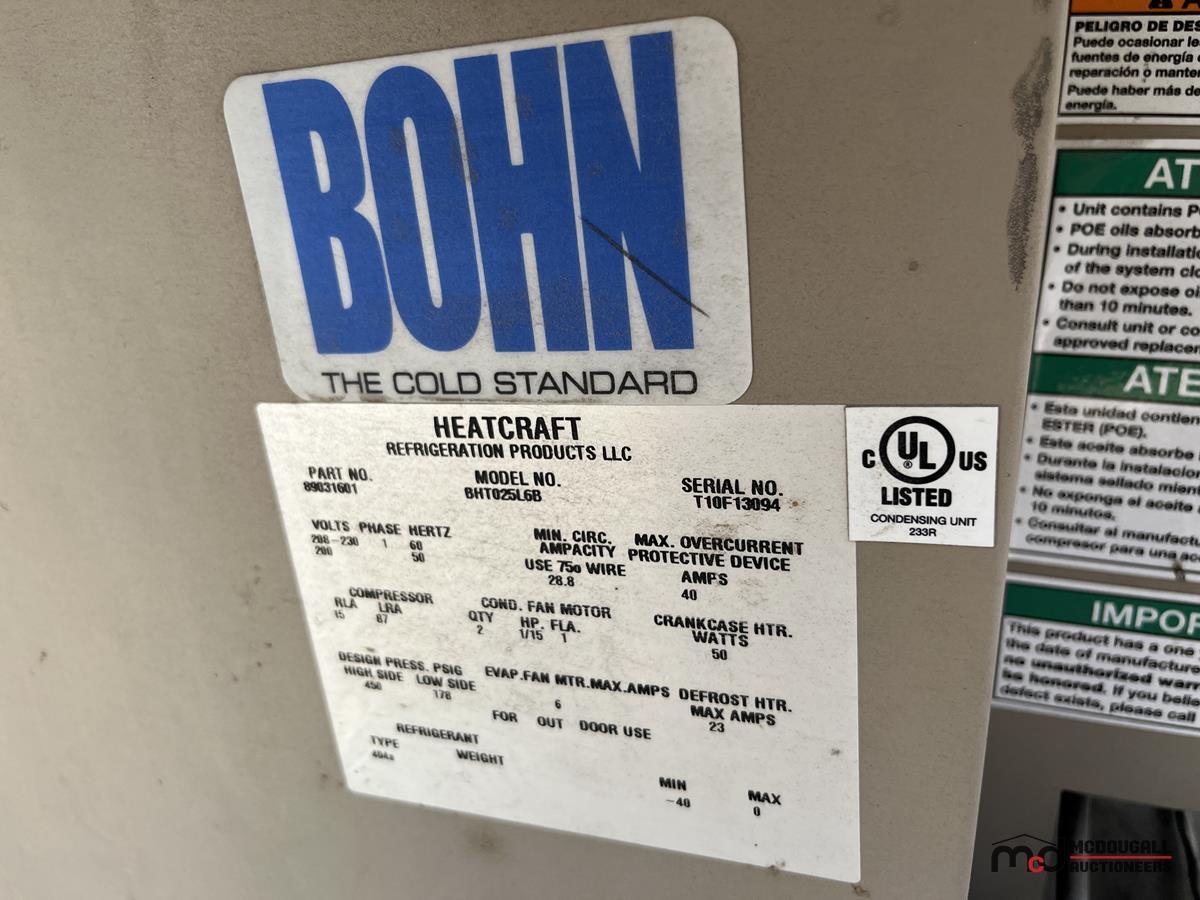 BOHN
THE COLD STANDARD
HEATCRAFT
REFRIGERATION PRODUCTS LLC
PART NO. MODEL NO. SERIAL NO.
89031601 BHT025L6B T10F13094
VOLTS PHASE HERTZ MIN. CIRC. MAX. OVERCURRENT
208-230 1 60 AMPACITY PROTECTIVE DEVICE
200 50 USE 75o WIRE AMPS
28.8 40
COMPRESSOR COND. FAN MOTOR CRANKCASE HTR.
RLA LRA QTY HP. FLA. WATTS
15 87 2 1/15 1 50
DESIGN PRESS. PSIG EVAP.FAN MTR.MAX.AMPS DEFROST HTR.
HIGH SIDE LOW SIDE 6 MAX AMPS
450 178 23
FOR OUT DOOR USE
REFRIGERANT
TYPE WEIGHT
404a
MIN MAX
-40 0
C UL US
®
LISTED
CONDENSING UNIT
233R
PELIGRO DE DES
Puede ocasionar le
fuentes de energía
reparación o mante
Puede haber más de
energía.
AT
• Unit contains P
• POE oils absorb
• During installatio
of the system clo
• Do not expose oi
than 10 minutes.
• Consult unit or co
approved replacem
ATE
• Esta unidad contien
ESTER (POE).
• Este aceite absorbe
• Durante la instalacion
sistema sellado mien
• No exponga el aceite
10 minutos.
• Consultar al manufactu
compresor para una ac
IMPOR
This product has a one
the date of manufacture
no unauthorized warr
be honored. If you belie
defect exists, please call
mcd MCDOUGALL
AUCTIONEERS